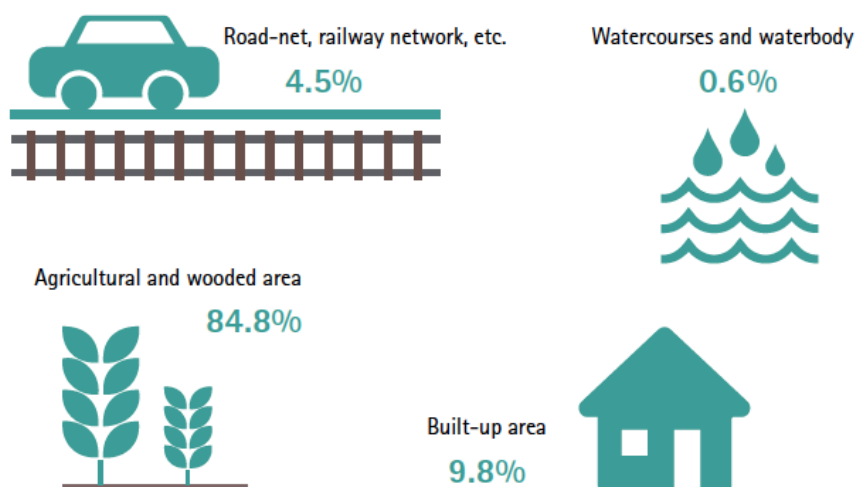 Road-net, railway network, etc.
4.5%
Watercourses and waterbody
0.6%
Agricultural and wooded area
84.8%
Built-up area
9.8%